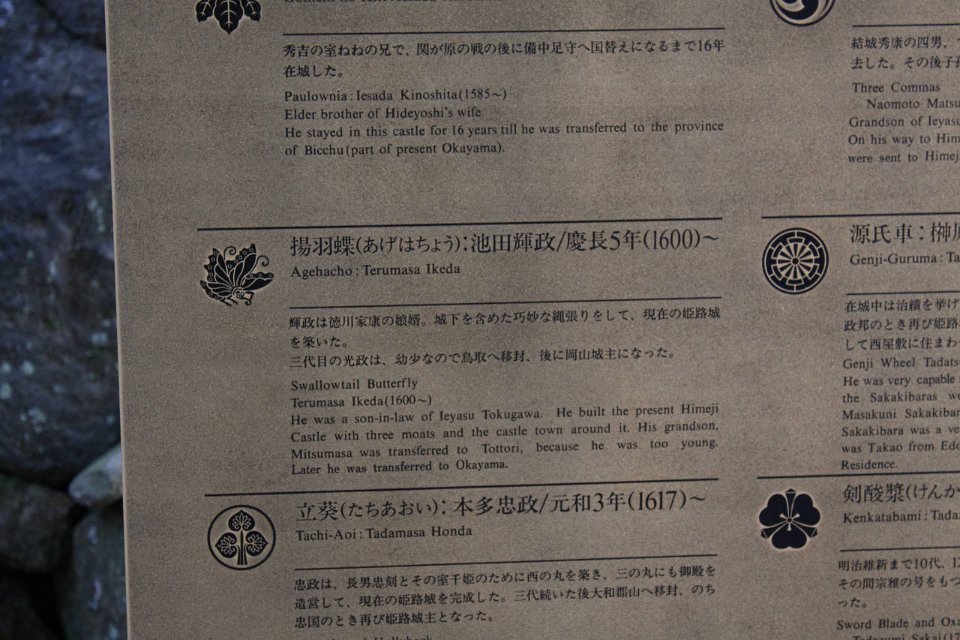 秀吉の室ねねの兄で、関が原の戦の後に備中足守へ国替えになるまで16年
在城した。
Paulownia : Iesada Kinoshita(1585～)
Elder brother of Hideyoshi's wife
He stayed in this castle for 16 years till he was transferred to the province
of Bicchu(part of present Okayama).
揚羽蝶(あげはちょう):池田輝政/慶長5年(1600)～
Agehacho : Terumasa Ikeda
輝政は徳川家康の娘婿。城下を含めた巧妙な縄張りをして、現在の姫路城
を築いた。
三代目の光政は、幼少なので鳥取へ移封、後に岡山城主になった。
Swallowtail Butterfly
Terumasa Ikeda(1600～)
He was a son-in-law of Ieyasu Tokugawa. He built the present Himeji
Castle with three moats and the castle town around it. His grandson,
Mitsumasa was transferred to Tottori, because he was too young.
Later he was transferred to Okayama.
立葵(たちあおい):本多忠政/元和3年(1617)～
Tachi-Aoi : Tadamasa Honda
忠政は、長男忠刻とその室千姫のために西の丸を築き、三の丸にも御殿を
造営して、現在の姫路城を完成した。三代続いた後大和郡山へ移封、のち
忠国のとき再び姫路城主となった。
結城秀康の四男、
去した。その後子
Three Commas
Naomoto Matsu
Grandson of Ieyasu
On his way to Him
were sent to Himej
源氏車:榊
Genji-Guruma : Ta
在城中は治績を挙げ
政邦のとき再び姫路
して西屋敷に住まわ
Genji Wheel Tadats
He was very capable
the Sakakibaras we
Masakuni Sakakibar
Sakakibara was a ve
was Takao from Edo
Residence.
剣酸漿(けんか
Kenkatabami : Tada
明治維新まで10代、12
その間宗雅の号をもつ
った。
Sword Blade and Oxa
Tadazumi Sakai(17